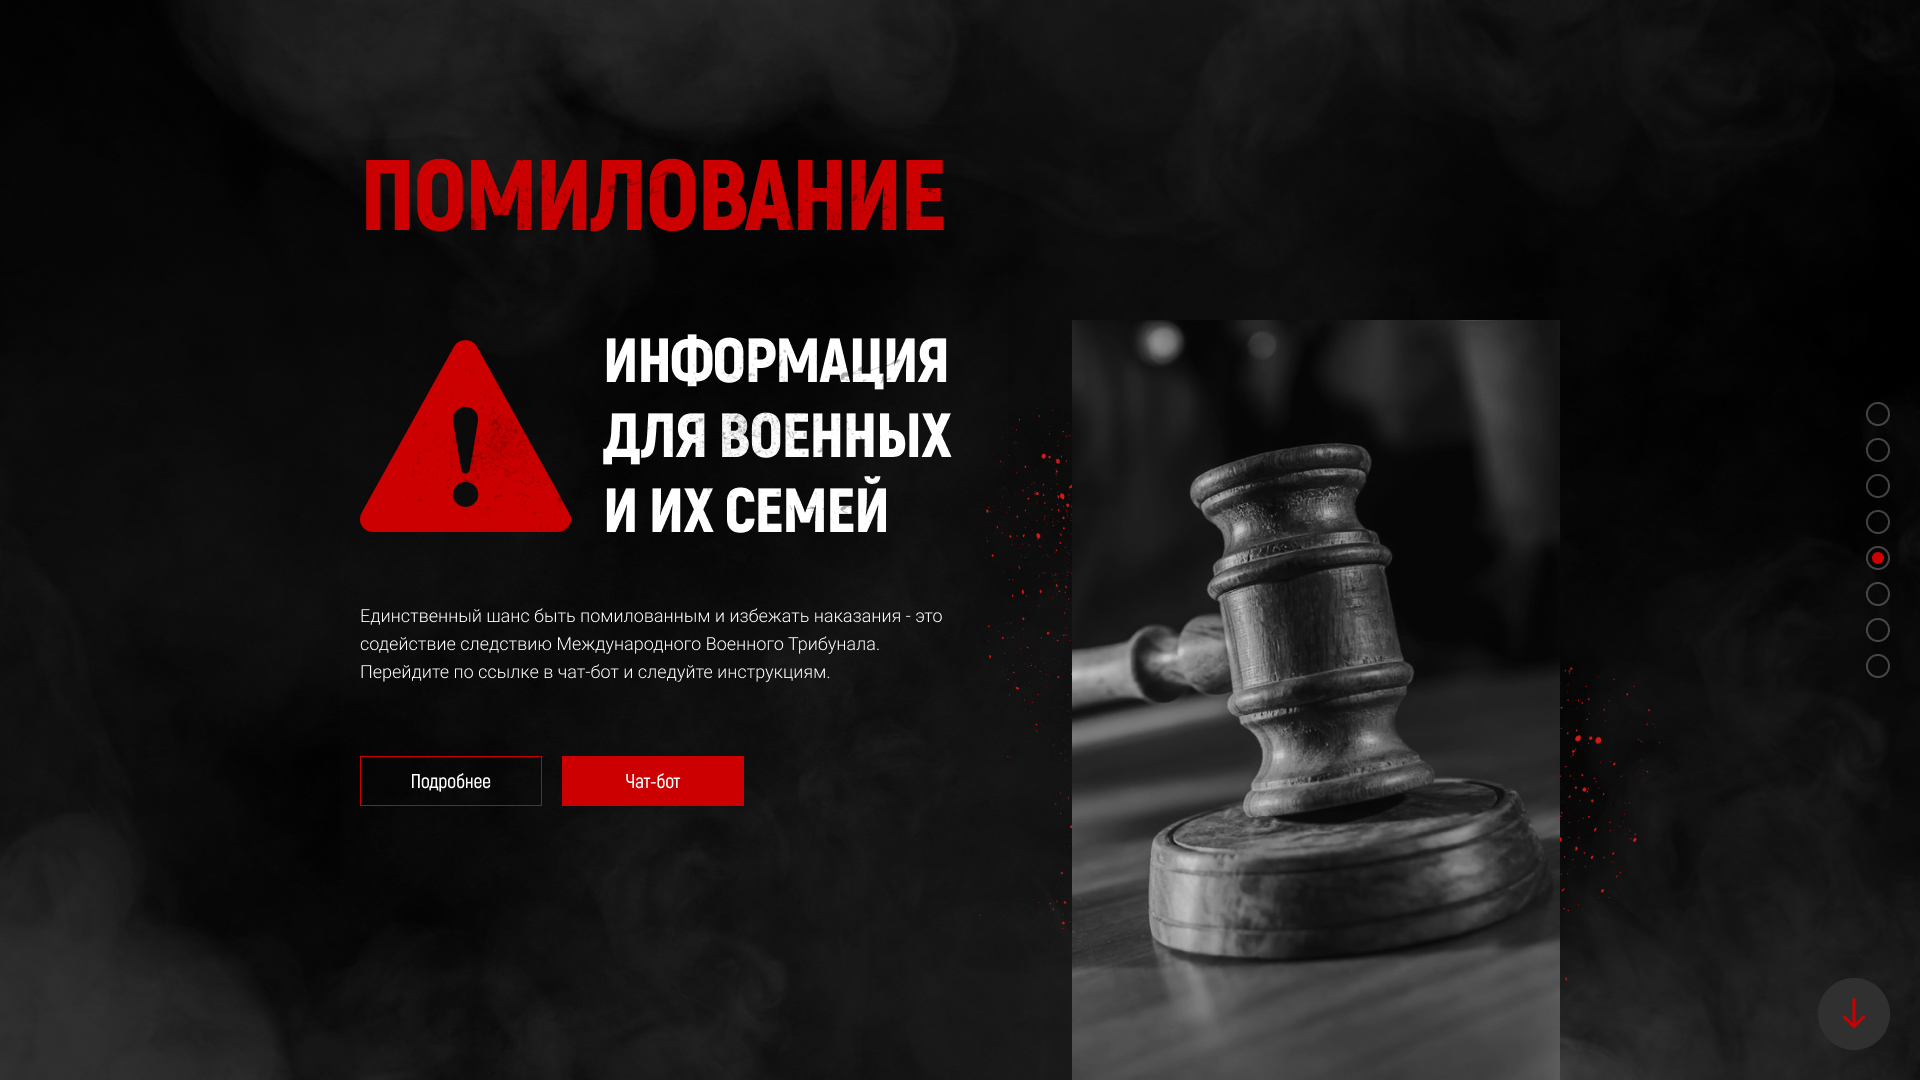 ПОМИЛОВАНИЕ
ИНФОРМАЦИЯ
ДЛЯ ВОЕННЫХ
И ИХ СЕМЕЙ
Единственный шанс быть помилованным и избежать наказания - это
содействие следствию Международного Военного Трибунала.
Перейдите по ссылке в чат-бот и следуйте инструкциям.
Подробнее
Чат-бот